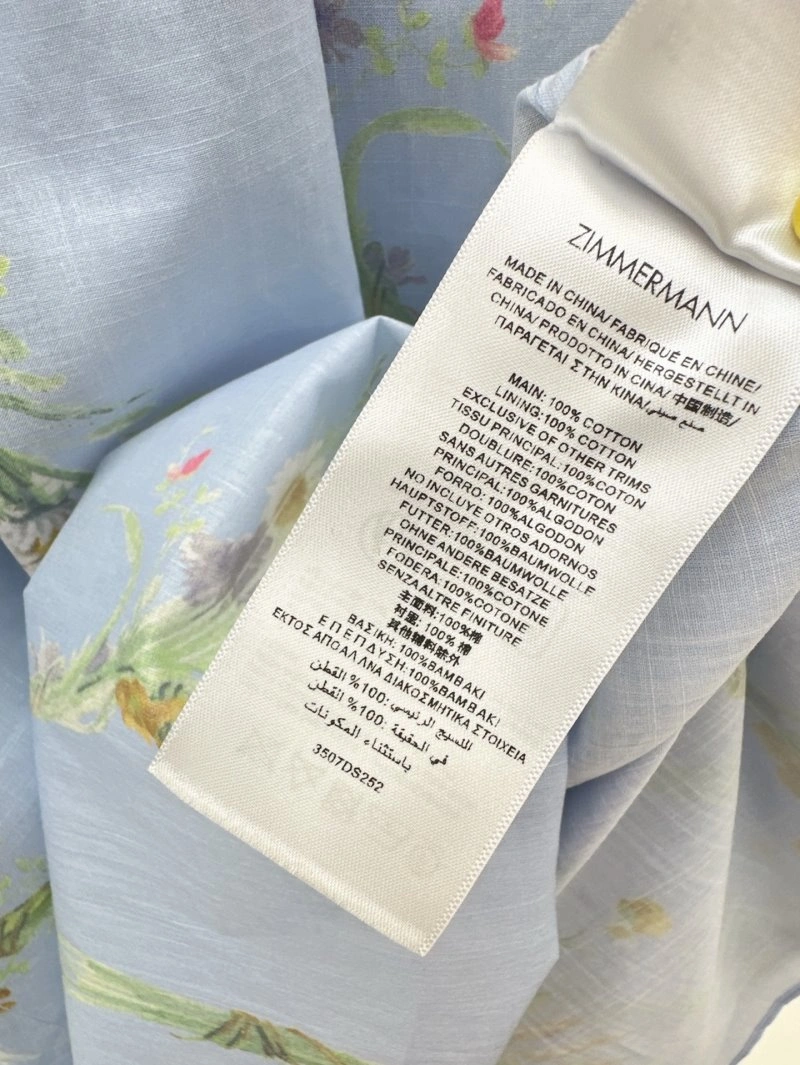 ZIMMERMANN
MADE IN CHINA/ FABRIQUÉ EN CHINE/
FABRICADO EN CHINA/ HERGESTELLT IN
CHINA/ PRODOTTO IN CINA/ 中国制造/
ΠΑΡΑΓΕΤΑΙ ΣΤΗΝ ΚΙΝΑ/ صنع صيني
MAIN: 100% COTTON
LINING:100% COTTON
EXCLUSIVE OF OTHER TRIMS
TISSU PRINCIPAL:100%COTON
DOUBLURE:100%COTON
SANS AUTRES GARNITURES
PRINCIPAL:100%ALGODON
FORRO: 100%ALGODON
NO INCLUYE OTROS ADORNOS
HAUPTSTOFF:100%BAUMWOLLE
FUTTER:100%BAUMWOLLE
OHNE ANDERE BESATZE
PRINCIPALE:100%COTONE
FODERA:100%COTONE
SENZA ALTRE FINITURE
主面料:100%棉
衬里: 100% 棉
其他辅料除外
ΒΑΣΙΚΗ: 100%ΒΑΜΒΑΚΙ
ΕΠΕΠΔΥΣΗ:100%ΒΑΜΒΑΚΙ
ΕΚΤΟΣ ΑΠΟ ΑΛΛΝΑ ΔΙΑΚΟΣΜΗΤΙΚΑ ΣΤΟΙΧΕΙΑ
النسيج الرئيسي: 100% القطن
في الحقيقة: 100% القطن
باستثناء المكونات
3507DS252